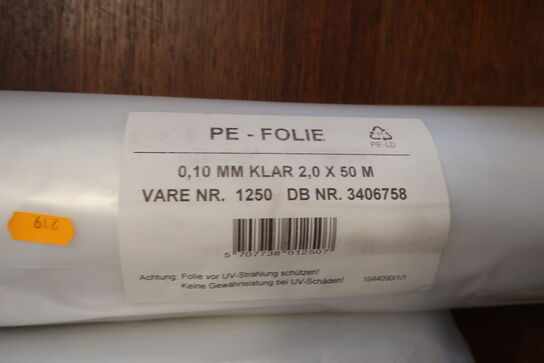 PE - FOLIE
PE-LD
0,10 MM KLAR 2,0 X 50 M
VARE NR. 1250 DB NR. 3406758
5 707738 012507
Achtung: Folie vor UV-Strahlung schützen!
Keine Gewährleistung bei UV-Schäden!
1644090/1/1
219